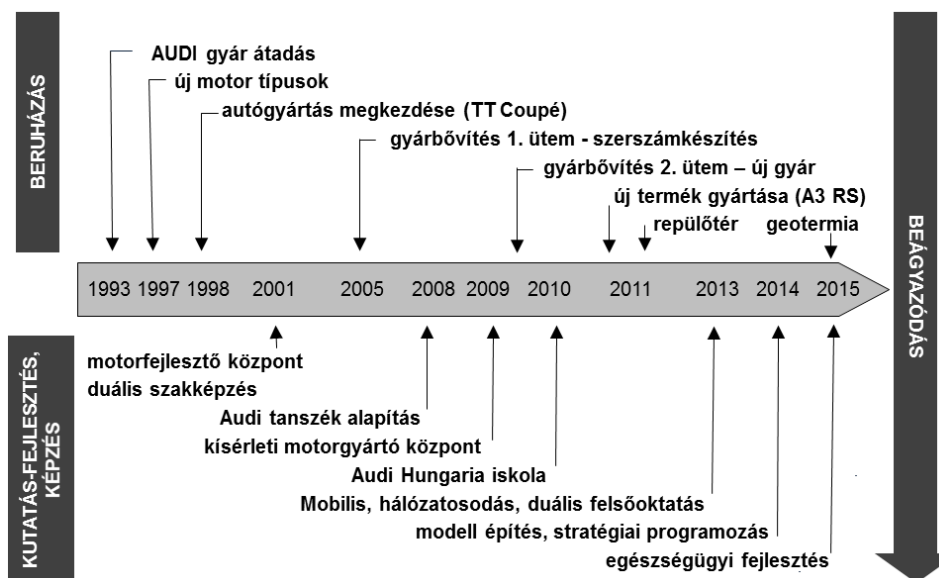 BERUHÁZÁS
AUDI gyár átadás
új motor típusok
autógyártás megkezdése (TT Coupé)
gyárbővítés 1. ütem - szerszámkészítés
gyárbővítés 2. ütem – új gyár
új termék gyártása (A3 RS)
repülőtér geotermia
1993 1997 1998 2001 2005 2008 2009 2010 2011 2013 2014 2015
BEÁGYAZÓDÁS
KUTATÁS-FEJLESZTÉS,
KÉPZÉS
motorfejlesztő központ
duális szakképzés
Audi tanszék alapítás
kísérleti motorgyártó központ
Audi Hungaria iskola
Mobilis, hálózatosodás, duális felsőoktatás
modell építés, stratégiai programozás
egészségügyi fejlesztés